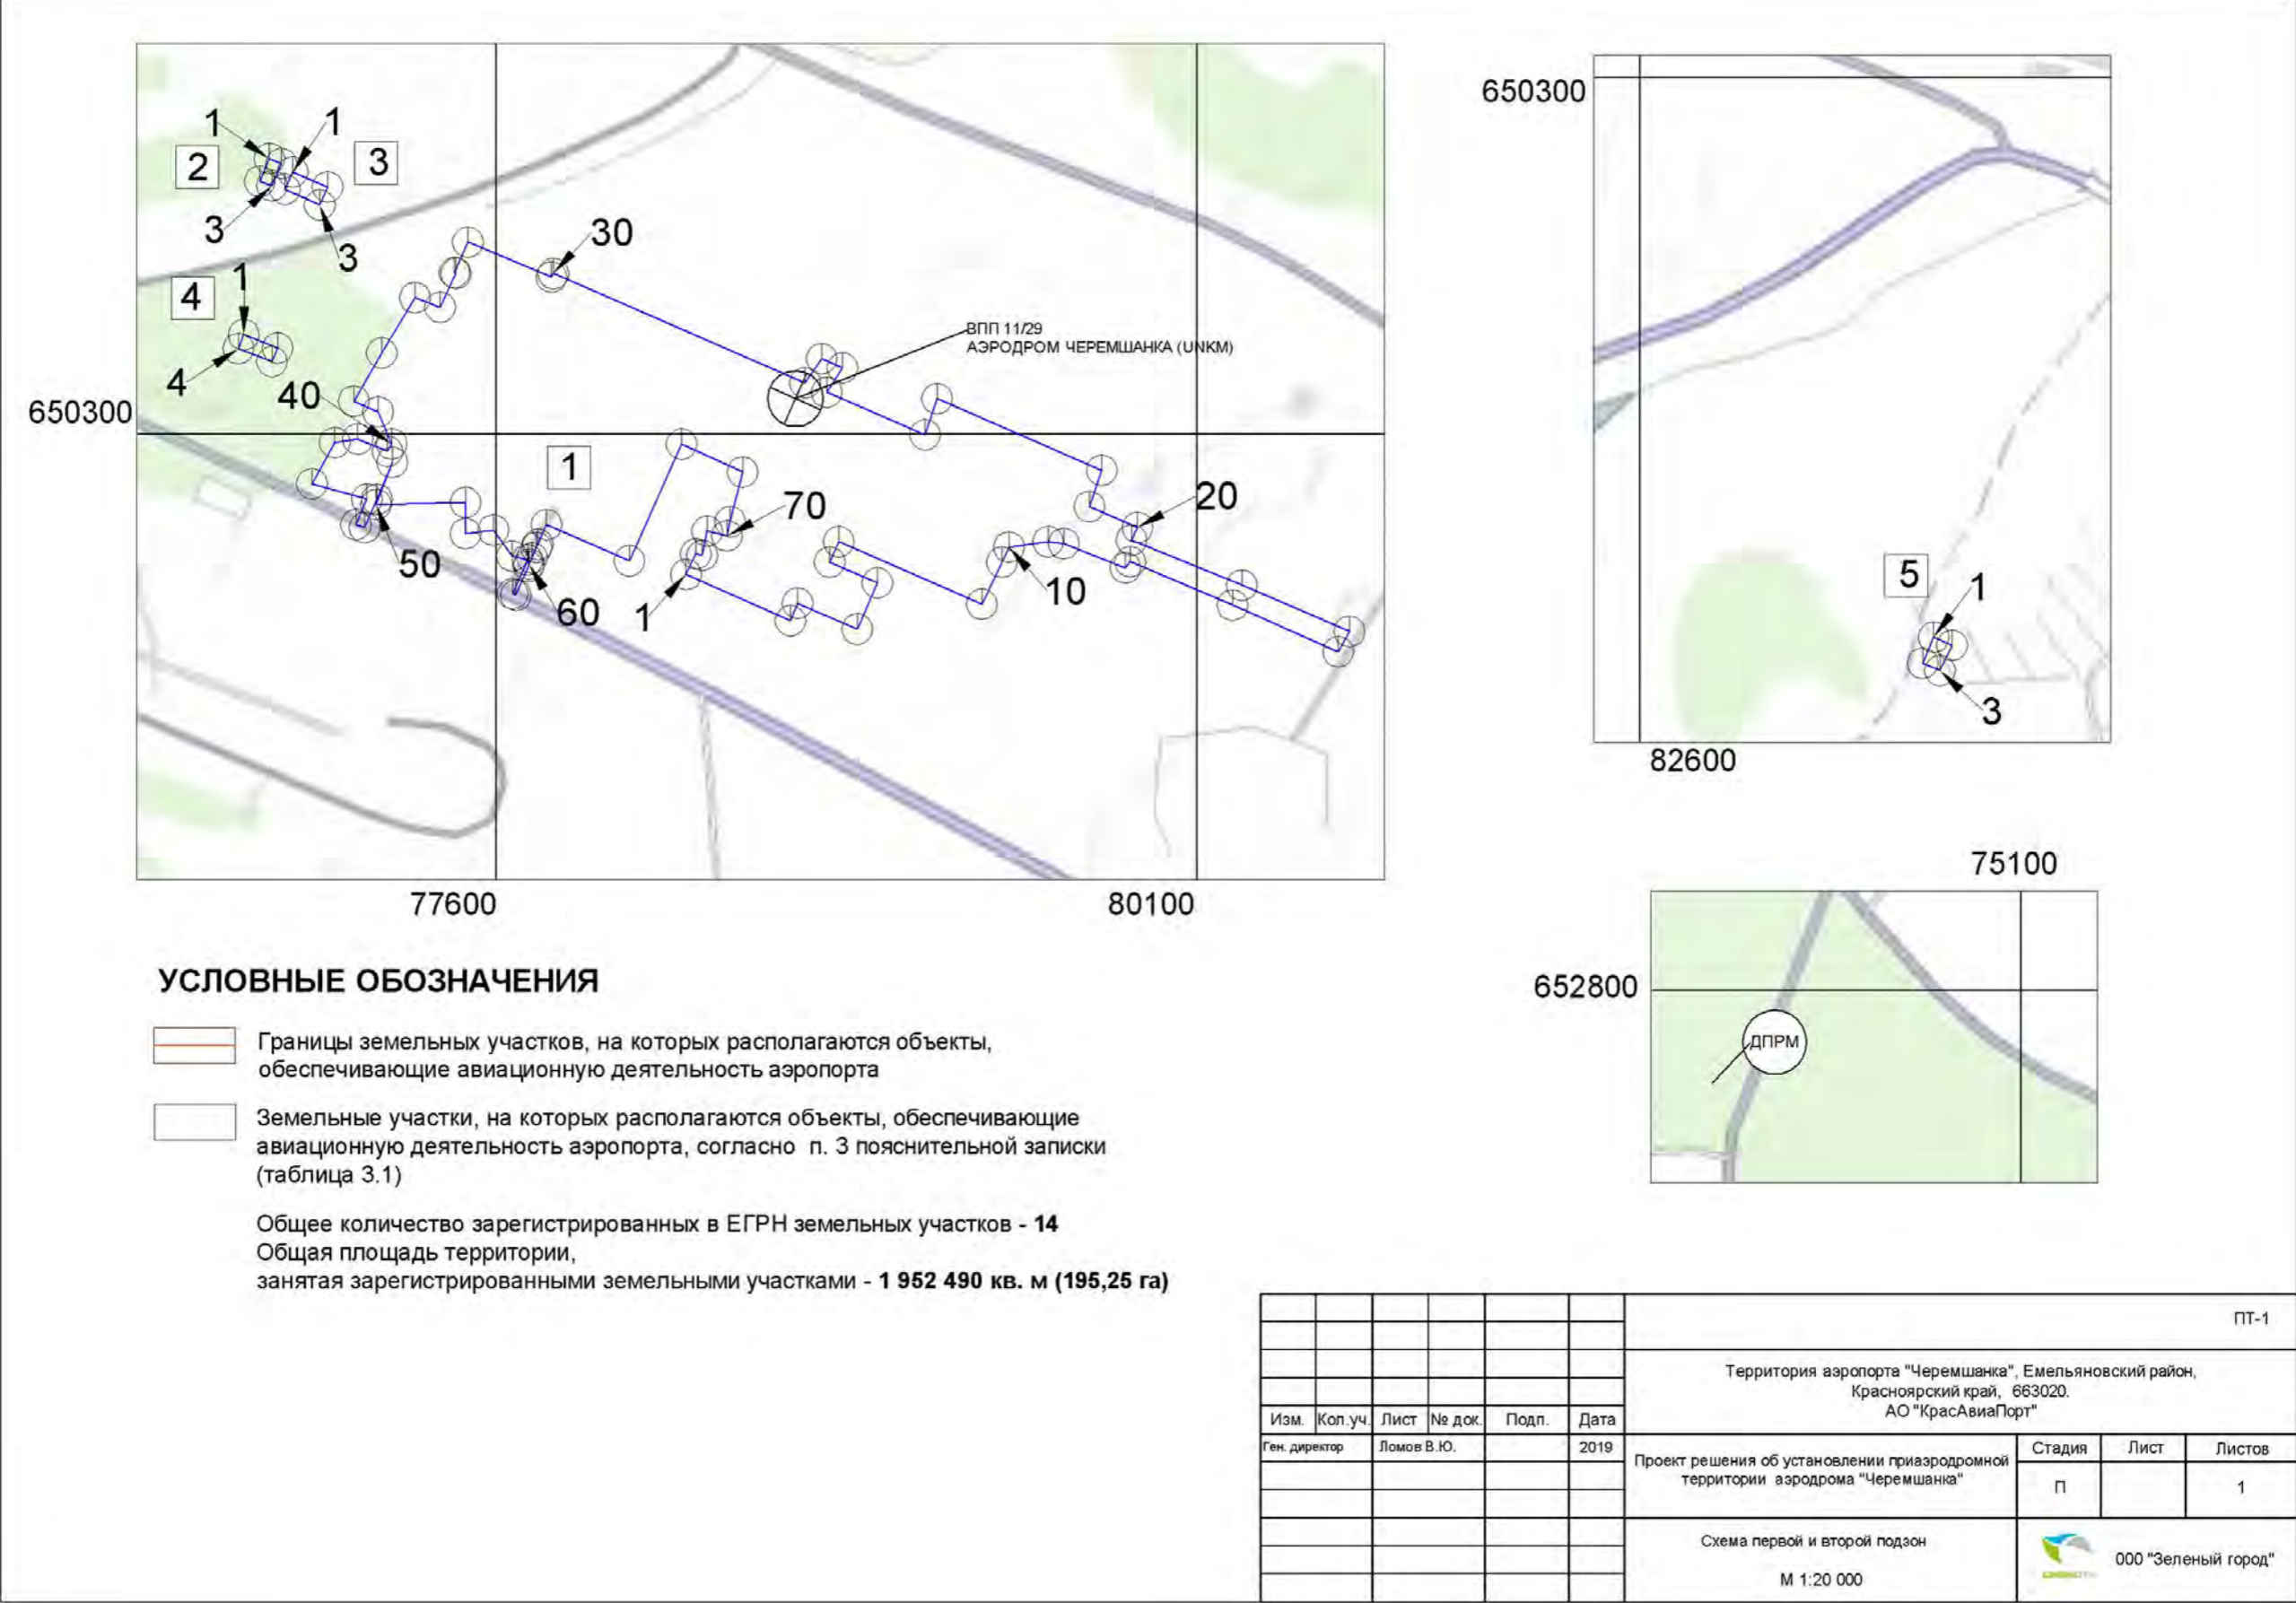 1
1
2
3
3
3
30
1
4
ВПП 11/29
АЭРОДРОМ ЧЕРЕМШАНКА (UNKM)
4
40
650300
1
70
20
50
10
60
1
77600
80100
650300
5
1
3
82600
75100
652800
ДПРМ
УСЛОВНЫЕ ОБОЗНАЧЕНИЯ
Границы земельных участков, на которых располагаются объекты,
обеспечивающие авиационную деятельность аэропорта
Земельные участки, на которых располагаются объекты, обеспечивающие
авиационную деятельность аэропорта, согласно п. 3 пояснительной записки
(таблица 3.1)
Общее количество зарегистрированных в ЕГРН земельных участков - 14
Общая площадь территории,
занятая зарегистрированными земельными участками - 1 952 490 кв. м (195,25 га)
ПТ-1
Территория аэропорта "Черемшанка", Емельяновский район,
Красноярский край, 663020.
АО "КрасАвиаПорт"
Изм. Кол.уч. Лист № док. Подп. Дата
Ген. директор Ломов В.Ю. 2019
Проект решения об установлении приаэродромной
территории аэродрома "Черемшанка"
Стадия Лист Листов
П 1
Схема первой и второй подзон
М 1:20 000
ООО "Зеленый город"